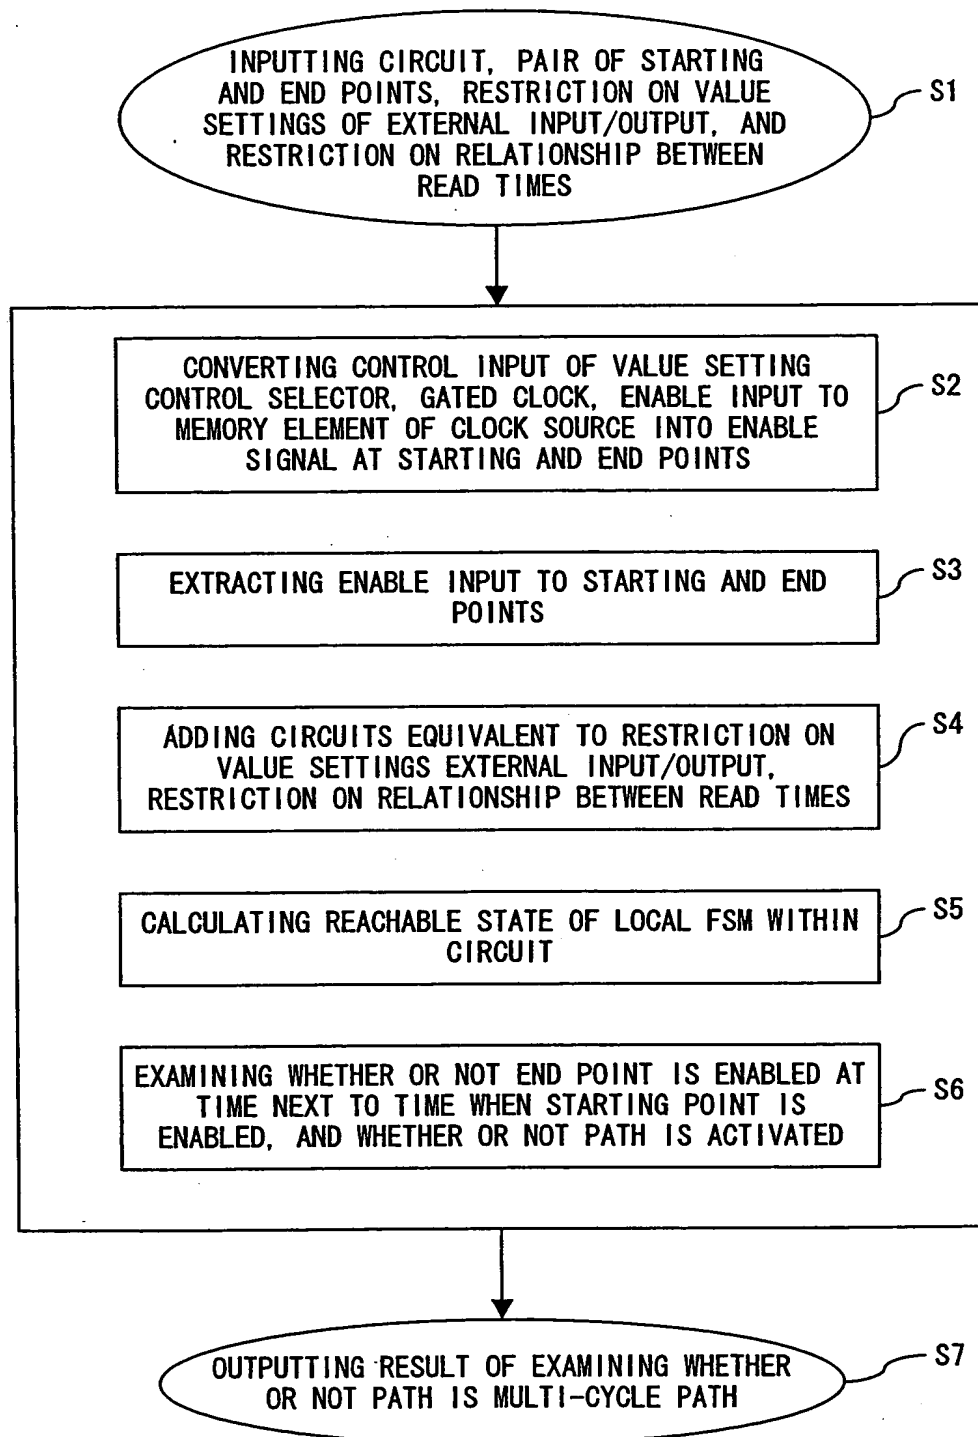 INPUTTING CIRCUIT, PAIR OF STARTING
AND END POINTS, RESTRICTION ON VALUE
SETTINGS OF EXTERNAL INPUT/OUTPUT, AND
RESTRICTION ON RELATIONSHIP BETWEEN
READ TIMES
S1
CONVERTING CONTROL INPUT OF VALUE SETTING
CONTROL SELECTOR, GATED CLOCK, ENABLE INPUT TO
MEMORY ELEMENT OF CLOCK SOURCE INTO ENABLE
SIGNAL AT STARTING AND END POINTS
S2
EXTRACTING ENABLE INPUT TO STARTING AND END
POINTS
S3
ADDING CIRCUITS EQUIVALENT TO RESTRICTION ON
VALUE SETTINGS EXTERNAL INPUT/OUTPUT,
RESTRICTION ON RELATIONSHIP BETWEEN READ TIMES
S4
CALCULATING REACHABLE STATE OF LOCAL FSM WITHIN
CIRCUIT
S5
EXAMINING WHETHER OR NOT END POINT IS ENABLED AT
TIME NEXT TO TIME WHEN STARTING POINT IS
ENABLED, AND WHETHER OR NOT PATH IS ACTIVATED
S6
OUTPUTTING RESULT OF EXAMINING WHETHER
OR NOT PATH IS MULTI-CYCLE PATH
S7